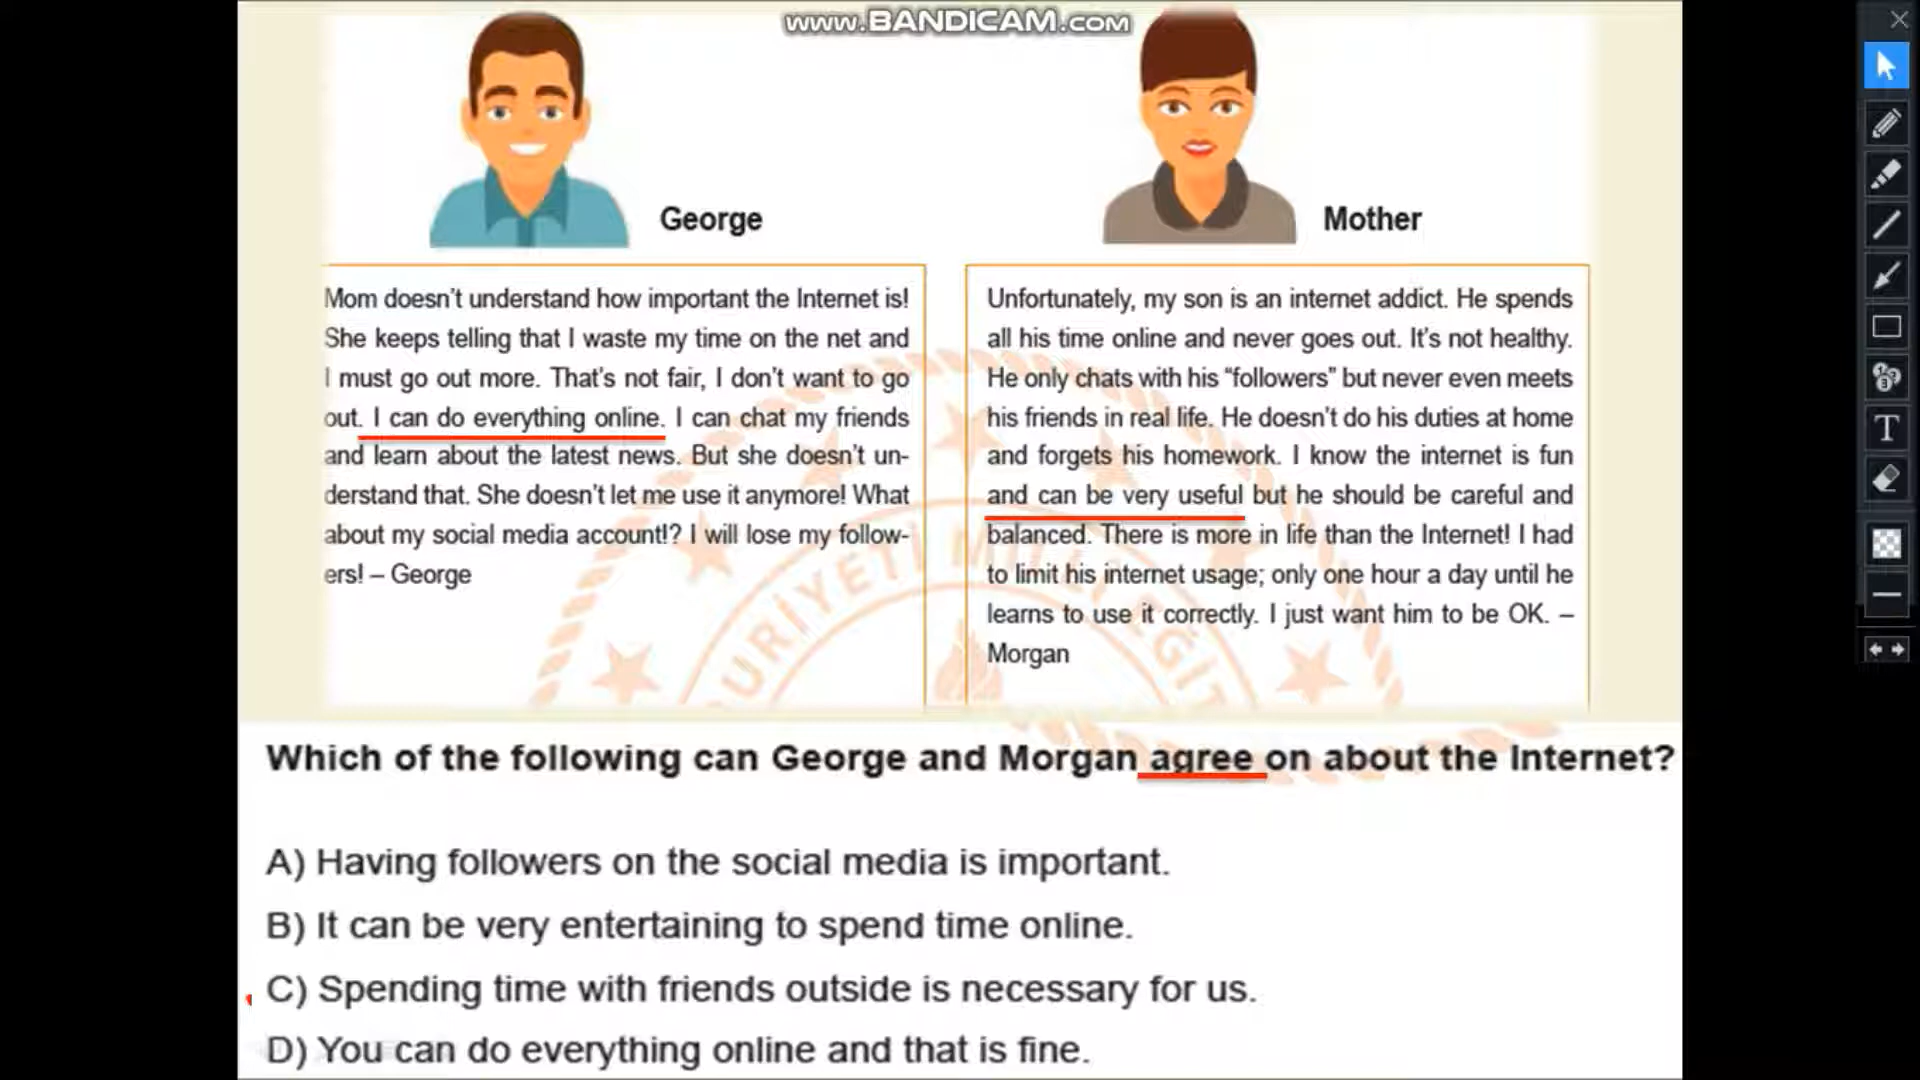 www.BANDICAM.com
George
Mom doesn't understand how important the Internet is!
She keeps telling that I waste my time on the net and
I must go out more. That's not fair, I don't want to go
out. I can do everything online. I can chat my friends
and learn about the latest news. But she doesn't un-
derstand that. She doesn't let me use it anymore! What
about my social media account!? I will lose my follow-
ers! – George
Mother
Unfortunately, my son is an internet addict. He spends
all his time online and never goes out. It's not healthy.
He only chats with his “followers” but never even meets
his friends in real life. He doesn't do his duties at home
and forgets his homework. I know the internet is fun
and can be very useful but he should be careful and
balanced. There is more in life than the Internet! I had
to limit his internet usage; only one hour a day until he
learns to use it correctly. I just want him to be OK. –
Morgan
Which of the following can George and Morgan agree on about the Internet?
A) Having followers on the social media is important.
B) It can be very entertaining to spend time online.
C) Spending time with friends outside is necessary for us.
D) You can do everything online and that is fine.